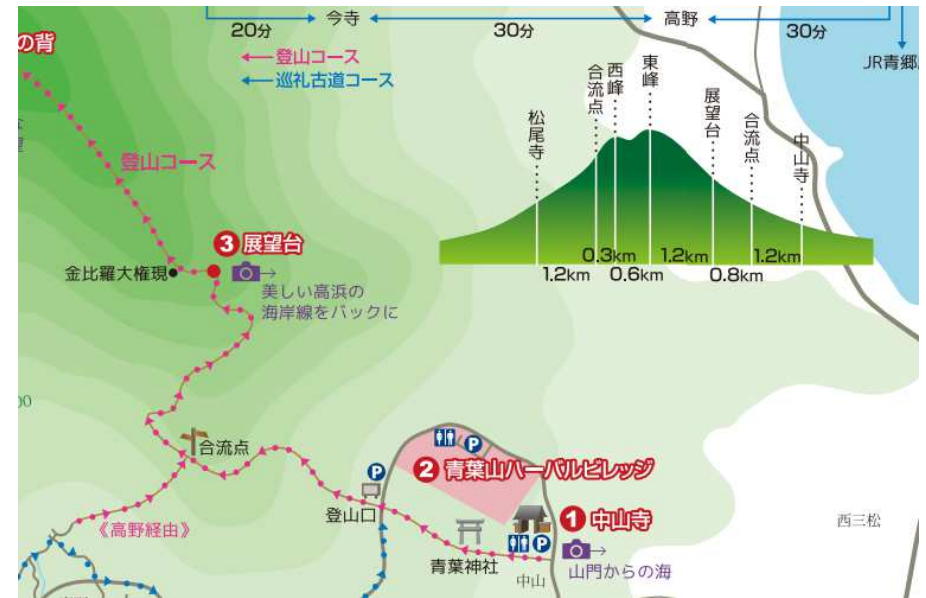 今寺
高野
20分
30分
30分
の背
登山コース
巡礼古道コース
JR青郷
松尾寺
合流点
西峰
東峰
展望台
合流点
中山寺
0.3km
1.2km
1.2km
1.2km
0.6km
0.8km
登山コース
3 展望台
金比羅大権現
美しい高浜の
海岸線をバックに
合流点
P
P
2 青葉山ハーバルビレッジ
登山口
《高野経由》
1 中山寺
P
青葉神社
中山
山門からの海
西三松